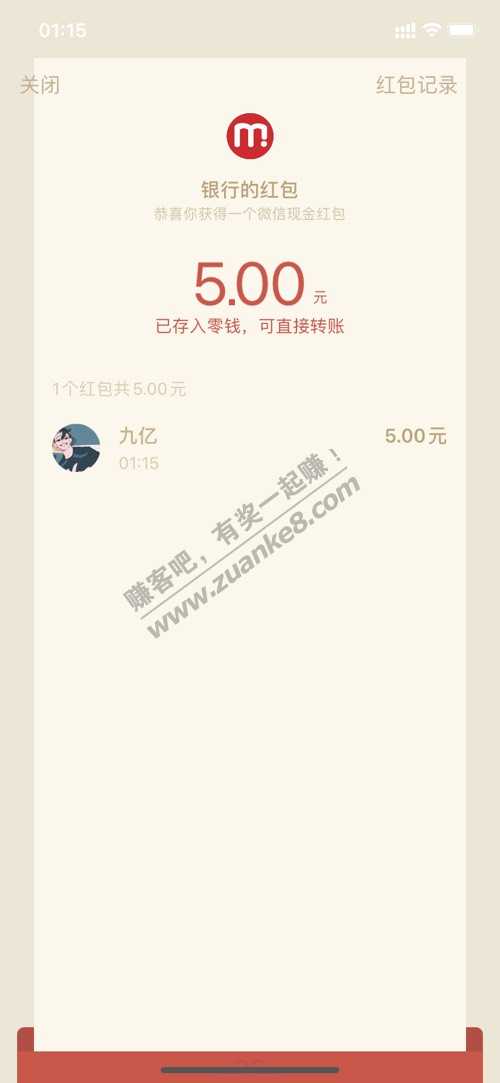 01:15
关闭 红包记录
m!
银行的红包
恭喜你获得一个微信现金红包
5.00 元
已存入零钱，可直接转账
1个红包共5.00元
九亿 5.00元
01:15
赚客吧，有奖一起赚！
www.zuanke8.com